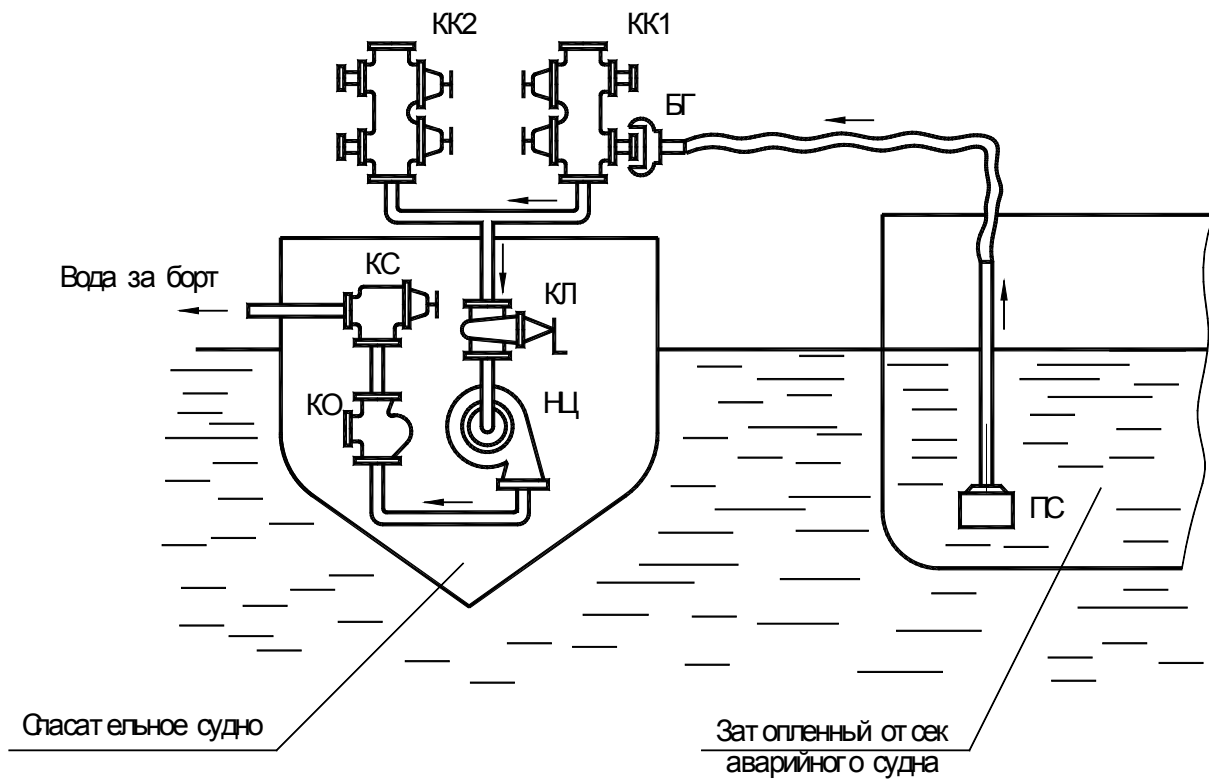 КК2
КК1
БГ
Вода за борт
КС
КЛ
КО
НЦ
ПС
Спасательное судно
Затопленный отсек
аварийного судна